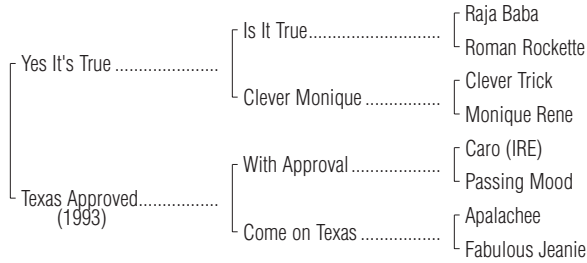 Raja Baba
Is It True
Roman Rockette
Yes It's True
Clever Trick
Clever Monique
Monique Rene
Caro (IRE)
With Approval
Passing Mood
Texas Approved
(1993)
Apalachee
Come on Texas
Fabulous Jeanie